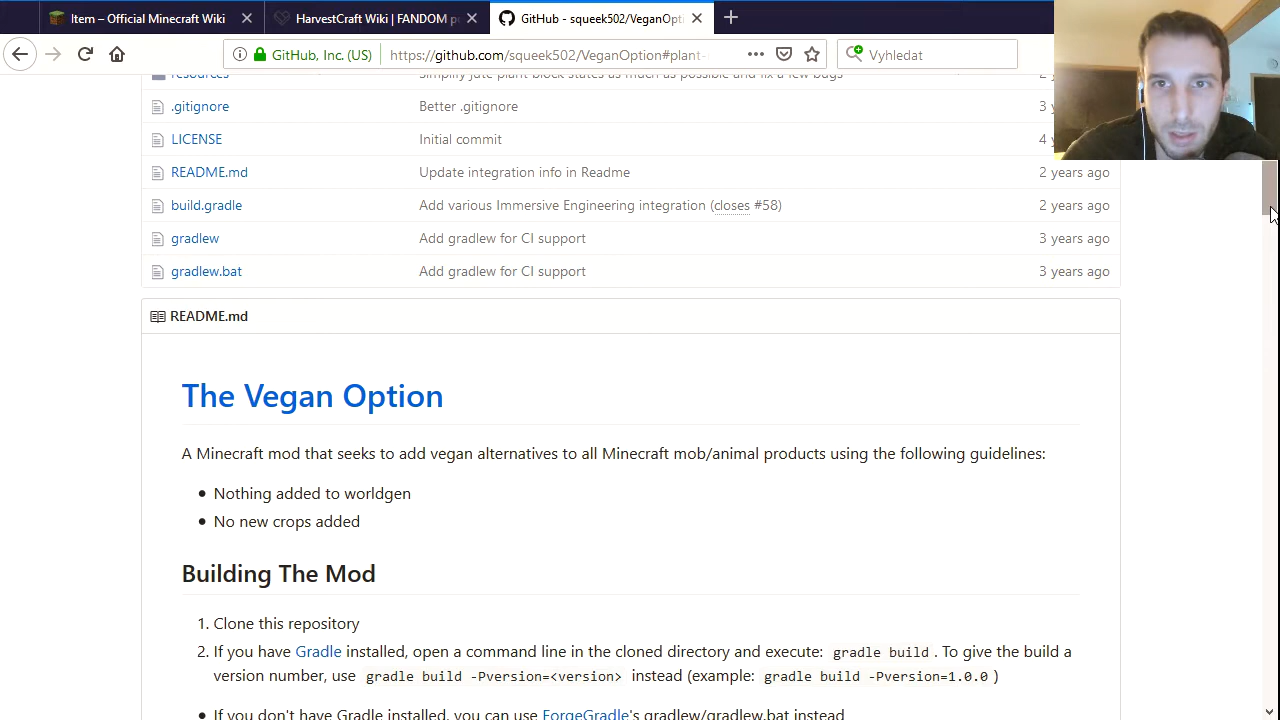 Item – Official Minecraft Wiki
HarvestCraft Wiki | FANDOM p
GitHub - squeek502/VeganOpti
GitHub, Inc. (US)
https://github.com/squeek502/VeganOption#plant-
Vyhledat
resources Simplify jute plant block states as much as possible and fix a few bugs 2 y
.gitignore Better .gitignore 3 y
LICENSE Initial commit 4 y
README.md Update integration info in Readme 2 years ago
build.gradle Add various Immersive Engineering integration (closes #58) 2 years ago
gradlew Add gradlew for CI support 3 years ago
gradlew.bat Add gradlew for CI support 3 years ago
README.md
The Vegan Option
A Minecraft mod that seeks to add vegan alternatives to all Minecraft mob/animal products using the following guidelines:
• Nothing added to worldgen
• No new crops added
Building The Mod
1. Clone this repository
2. If you have Gradle installed, open a command line in the cloned directory and execute: gradle build . To give the build a
version number, use gradle build -Pversion=<version> instead (example: gradle build -Pversion=1.0.0 )
• If you don't have Gradle installed, you can use ForgeGradle's gradlew/gradlew.bat instead